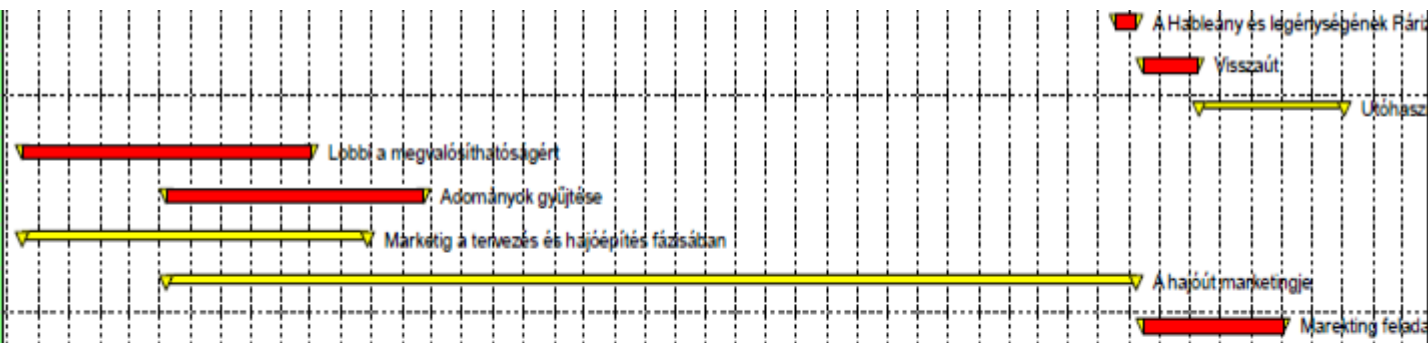 A Hableány és legénységének Pári
Visszaút
Utóhasz
Lobbi a megvalósíthatóságért
Adományok gyűjtése
Marketig a tervezés és hajóépítés fázisában
A hajóút marketingje
Marekting felada